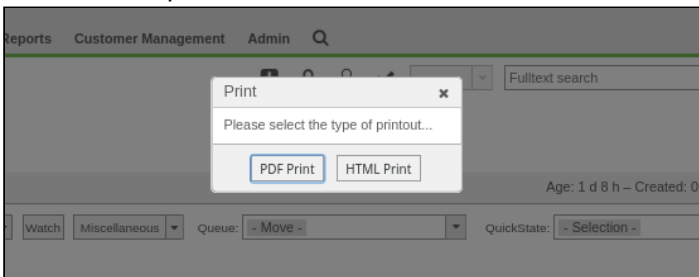 Reports Customer Management Admin
Fulltext search
Print
Please select the type of printout...
PDF Print HTML Print
Age: 1 d 8 h – Created: 0
Watch Miscellaneous Queue: - Move - QuickState: - Selection -